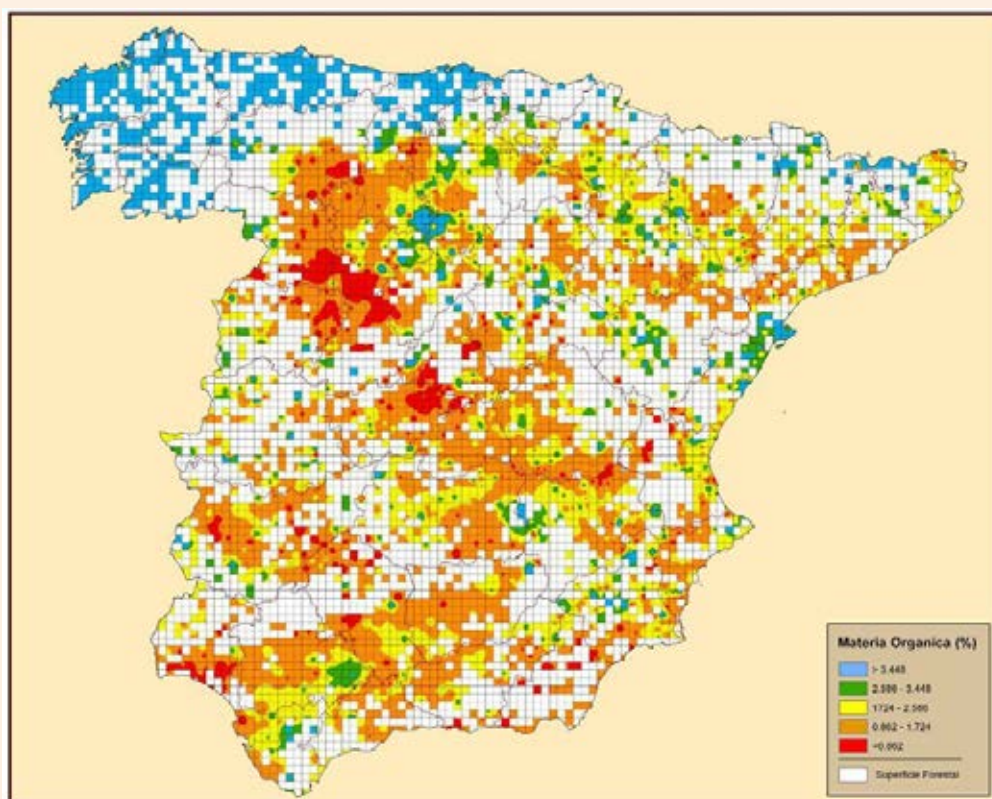 Materia Organica (%)
> 3.448
2.586 - 3.448
1724 - 2.586
0.862 - 1.724
<0.862
Superficie Forestal